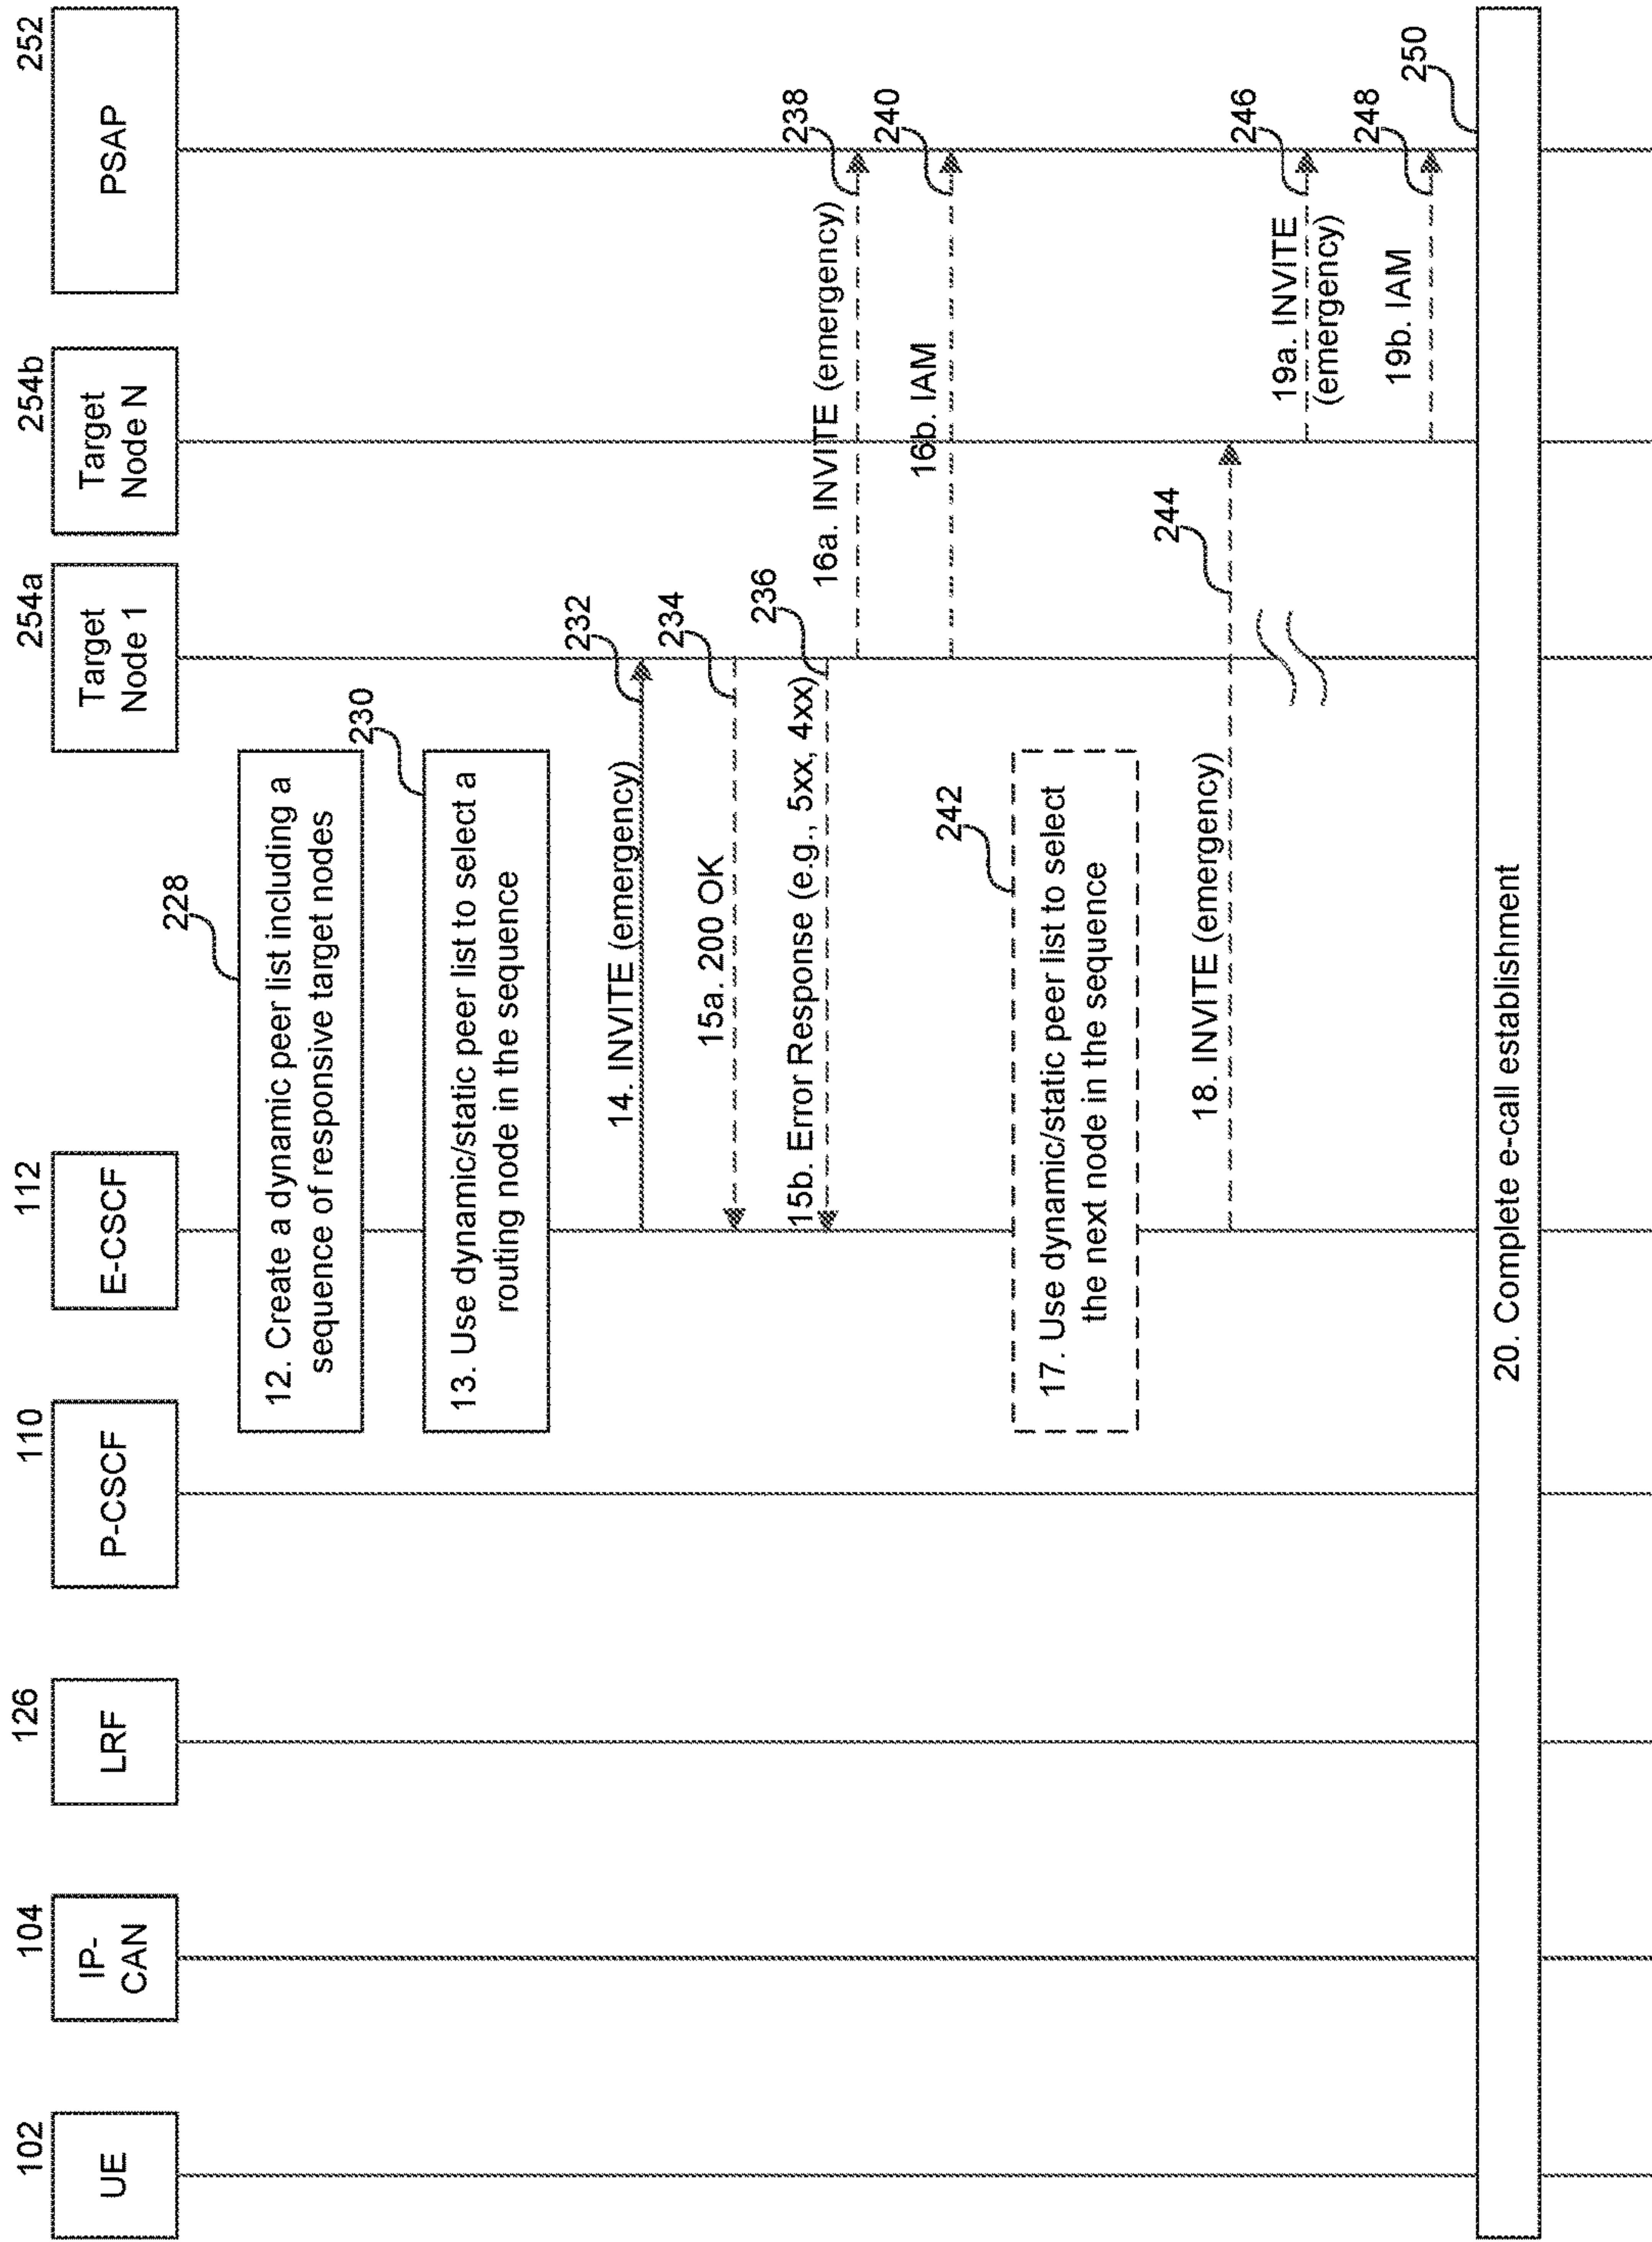 102
UE
104
IP-
CAN
126
LRF
110
P-CSCF
112
E-CSCF
254a
Target
Node 1
254b
Target
Node N
252
PSAP
228
12. Create a dynamic peer list including a
sequence of responsive target nodes
230
13. Use dynamic/static peer list to select a
routing node in the sequence
14. INVITE (emergency)
232
15a. 200 OK
234
15b. Error Response (e.g., 5xx, 4xx)
236
16a. INVITE (emergency)
238
16b. IAM
240
242
17. Use dynamic/static peer list to select
the next node in the sequence
18. INVITE (emergency)
244
19a. INVITE
(emergency)
246
19b. IAM
248
250
20. Complete e-call establishment